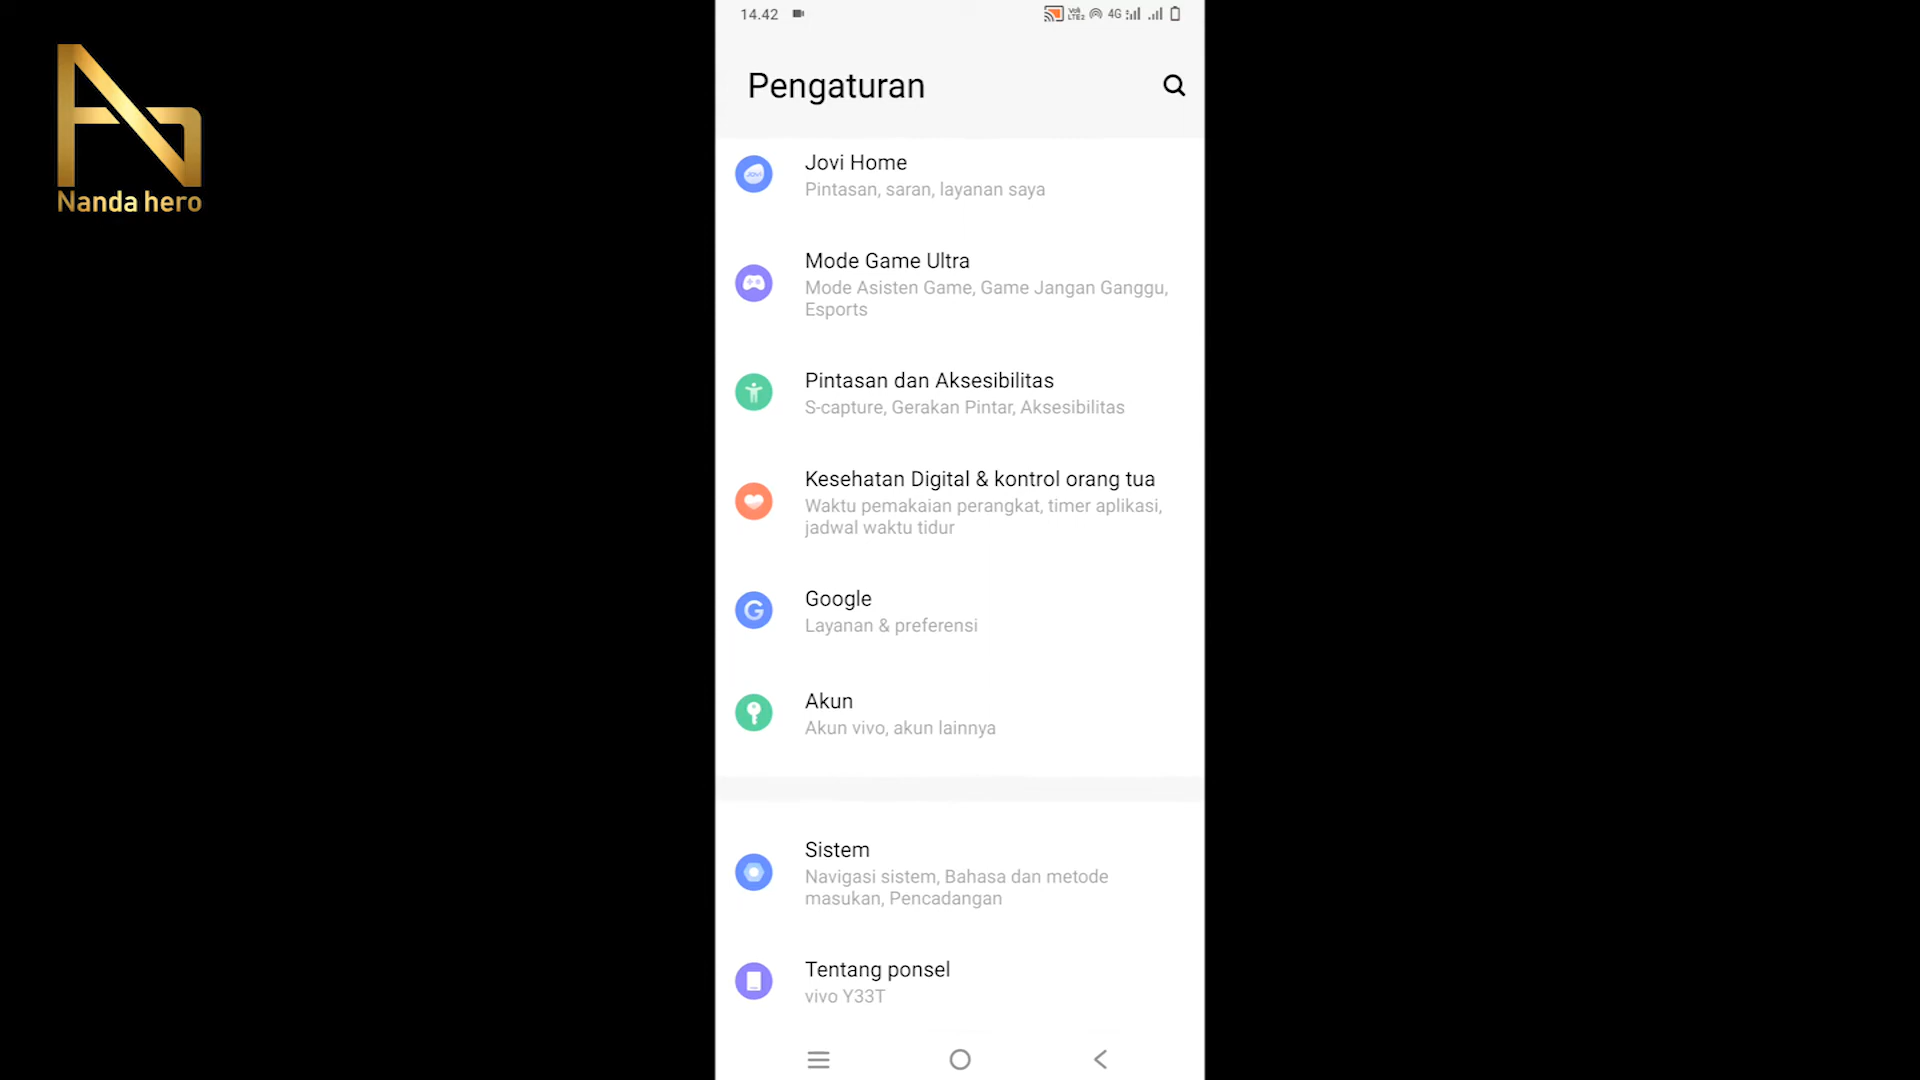 14.42
VoB
LTE2
4G
Nanda hero
Pengaturan
Jovi Home
Pintasan, saran, layanan saya
Mode Game Ultra
Mode Asisten Game, Game Jangan Ganggu,
Esports
Pintasan dan Aksesibilitas
S-capture, Gerakan Pintar, Aksesibilitas
Kesehatan Digital & kontrol orang tua
Waktu pemakaian perangkat, timer aplikasi,
jadwal waktu tidur
Google
Layanan & preferensi
Akun
Akun vivo, akun lainnya
Sistem
Navigasi sistem, Bahasa dan metode
masukan, Pencadangan
Tentang ponsel
vivo Y33T